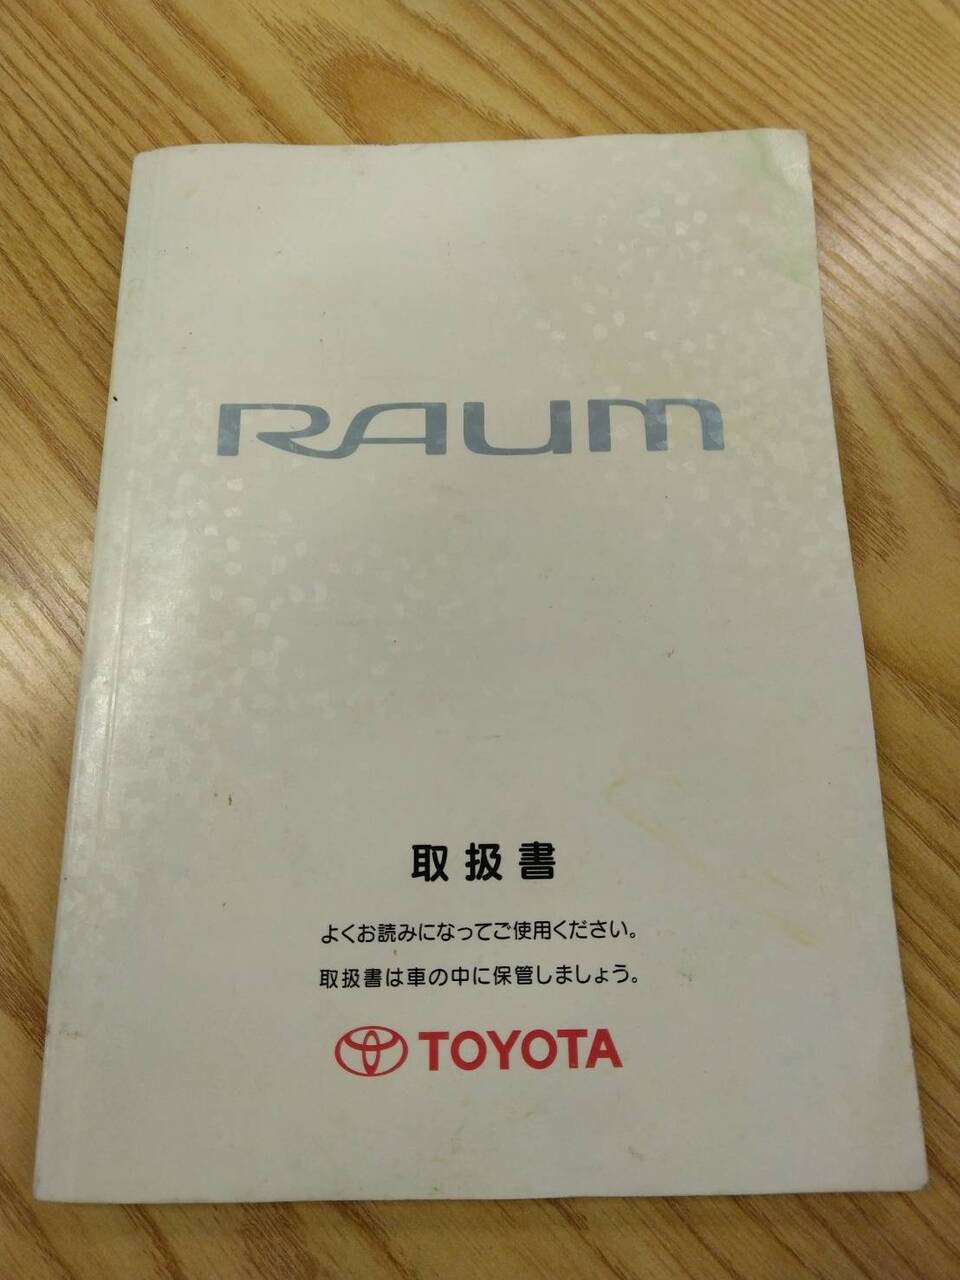 RAUM
取扱書
よくお読みになってご使用ください。
取扱書は車の中に保管しましょう。
TOYOTA